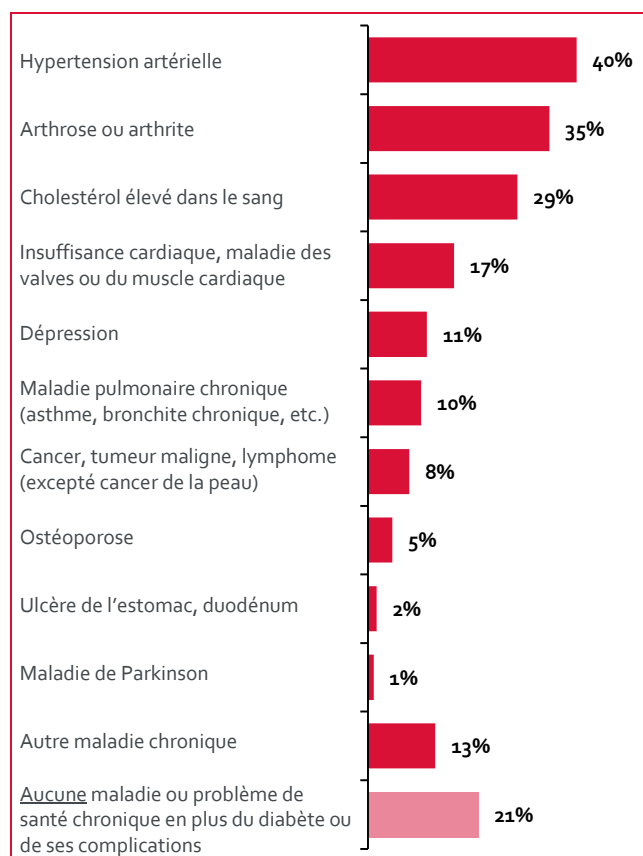 Hypertension artérielle
40%
Arthrose ou arthrite
35%
Cholestérol élevé dans le sang
29%
Insuffisance cardiaque, maladie des
valves ou du muscle cardiaque
17%
Dépression
11%
Maladie pulmonaire chronique
(asthme, bronchite chronique, etc.)
10%
Cancer, tumeur maligne, lymphome
(excepté cancer de la peau)
8%
Ostéoporose
5%
Ulcère de l’estomac, duodénum
2%
Maladie de Parkinson
1%
Autre maladie chronique
13%
Aucune maladie ou problème de
santé chronique en plus du diabète ou
de ses complications
21%